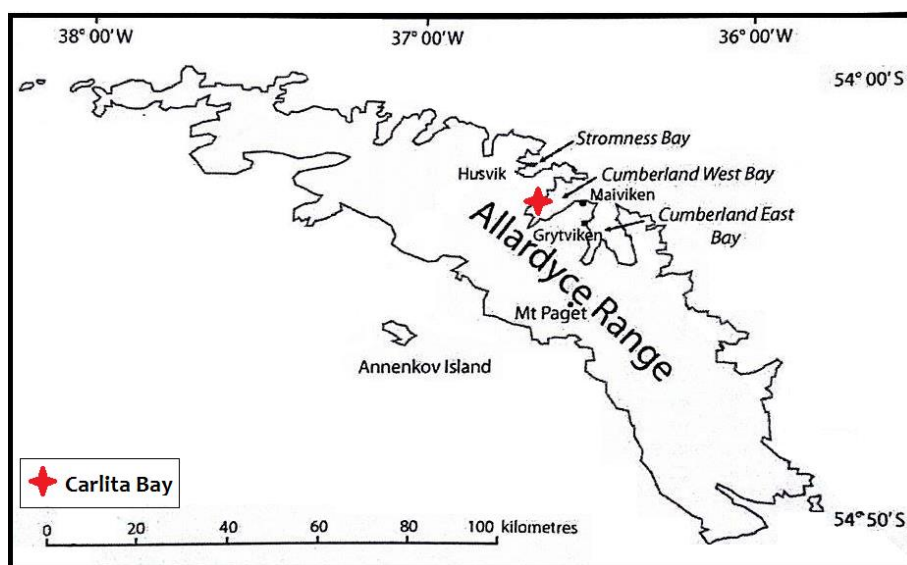 38°00'W
37°00'W
36°00'W
54°00'S
Stromness Bay
Husvik
Cumberland West Bay
Maiviken
Cumberland East
Bay
Grytviken
Allardyce Range
Mt Paget
Annenkov Island
Carlita Bay
54°50'S
0 20 40 60 80 100 kilometres